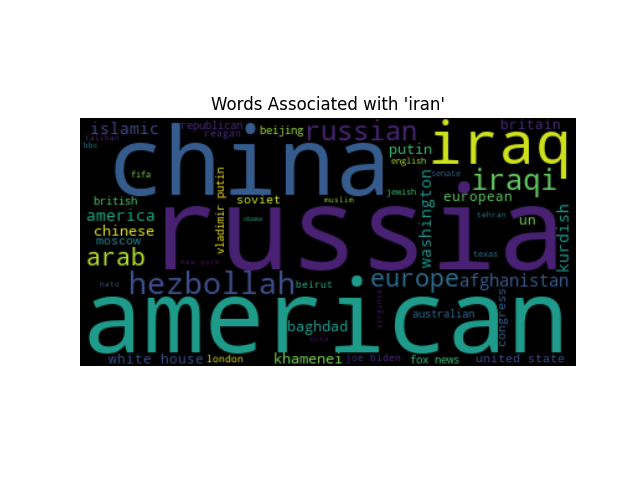 Words Associated with 'iran'
islamic
republican
reagan
beijing
russian
britain
taliban
bbc
china
putin
english
iraq
senate
fifa
iraqi
jewish
british
vladimir putin
soviet
muslim
washington
european
tehran
america
obama
un
kurdish
chinese
moscow
russia
texas
arab
new york
nato
hezbollah
beirut
europe
afghanistan
american
baghdad
virginia
australian
congress
white house
london
khamenei
joe biden
fox news
united state